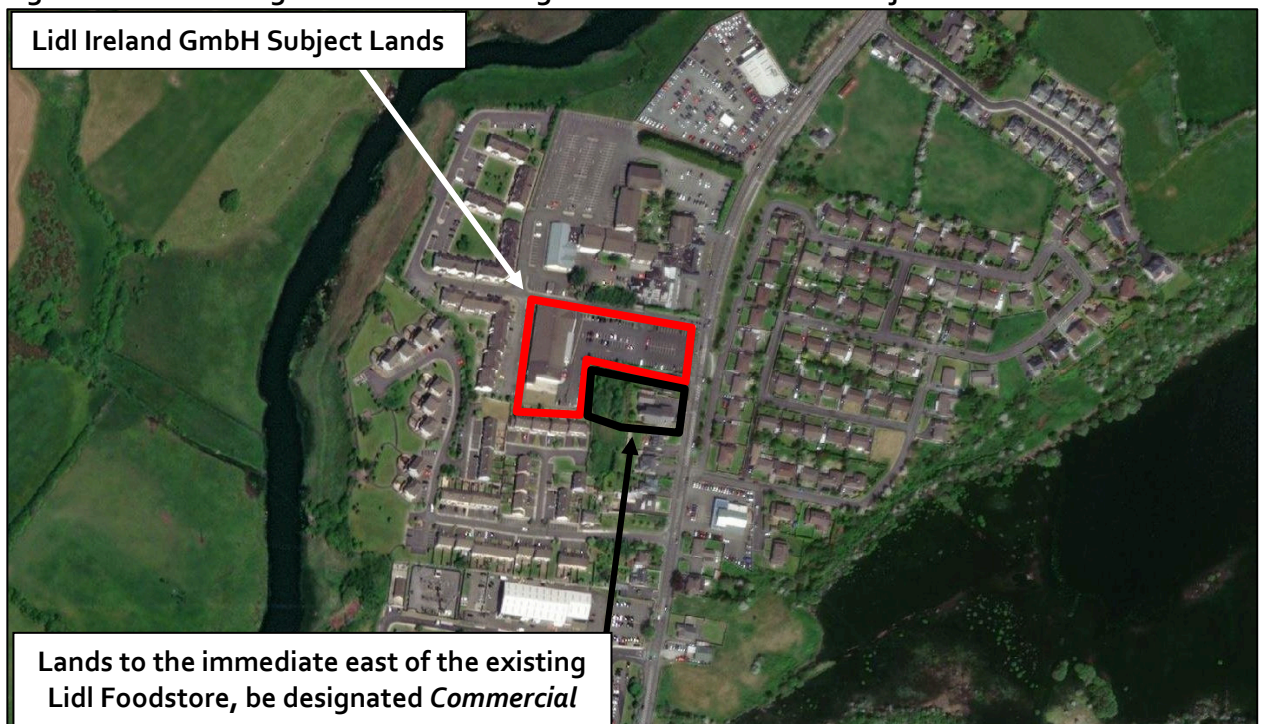 Lidl Ireland GmbH Subject Lands
Lands to the immediate east of the existing
Lidl Foodstore, be designated Commercial